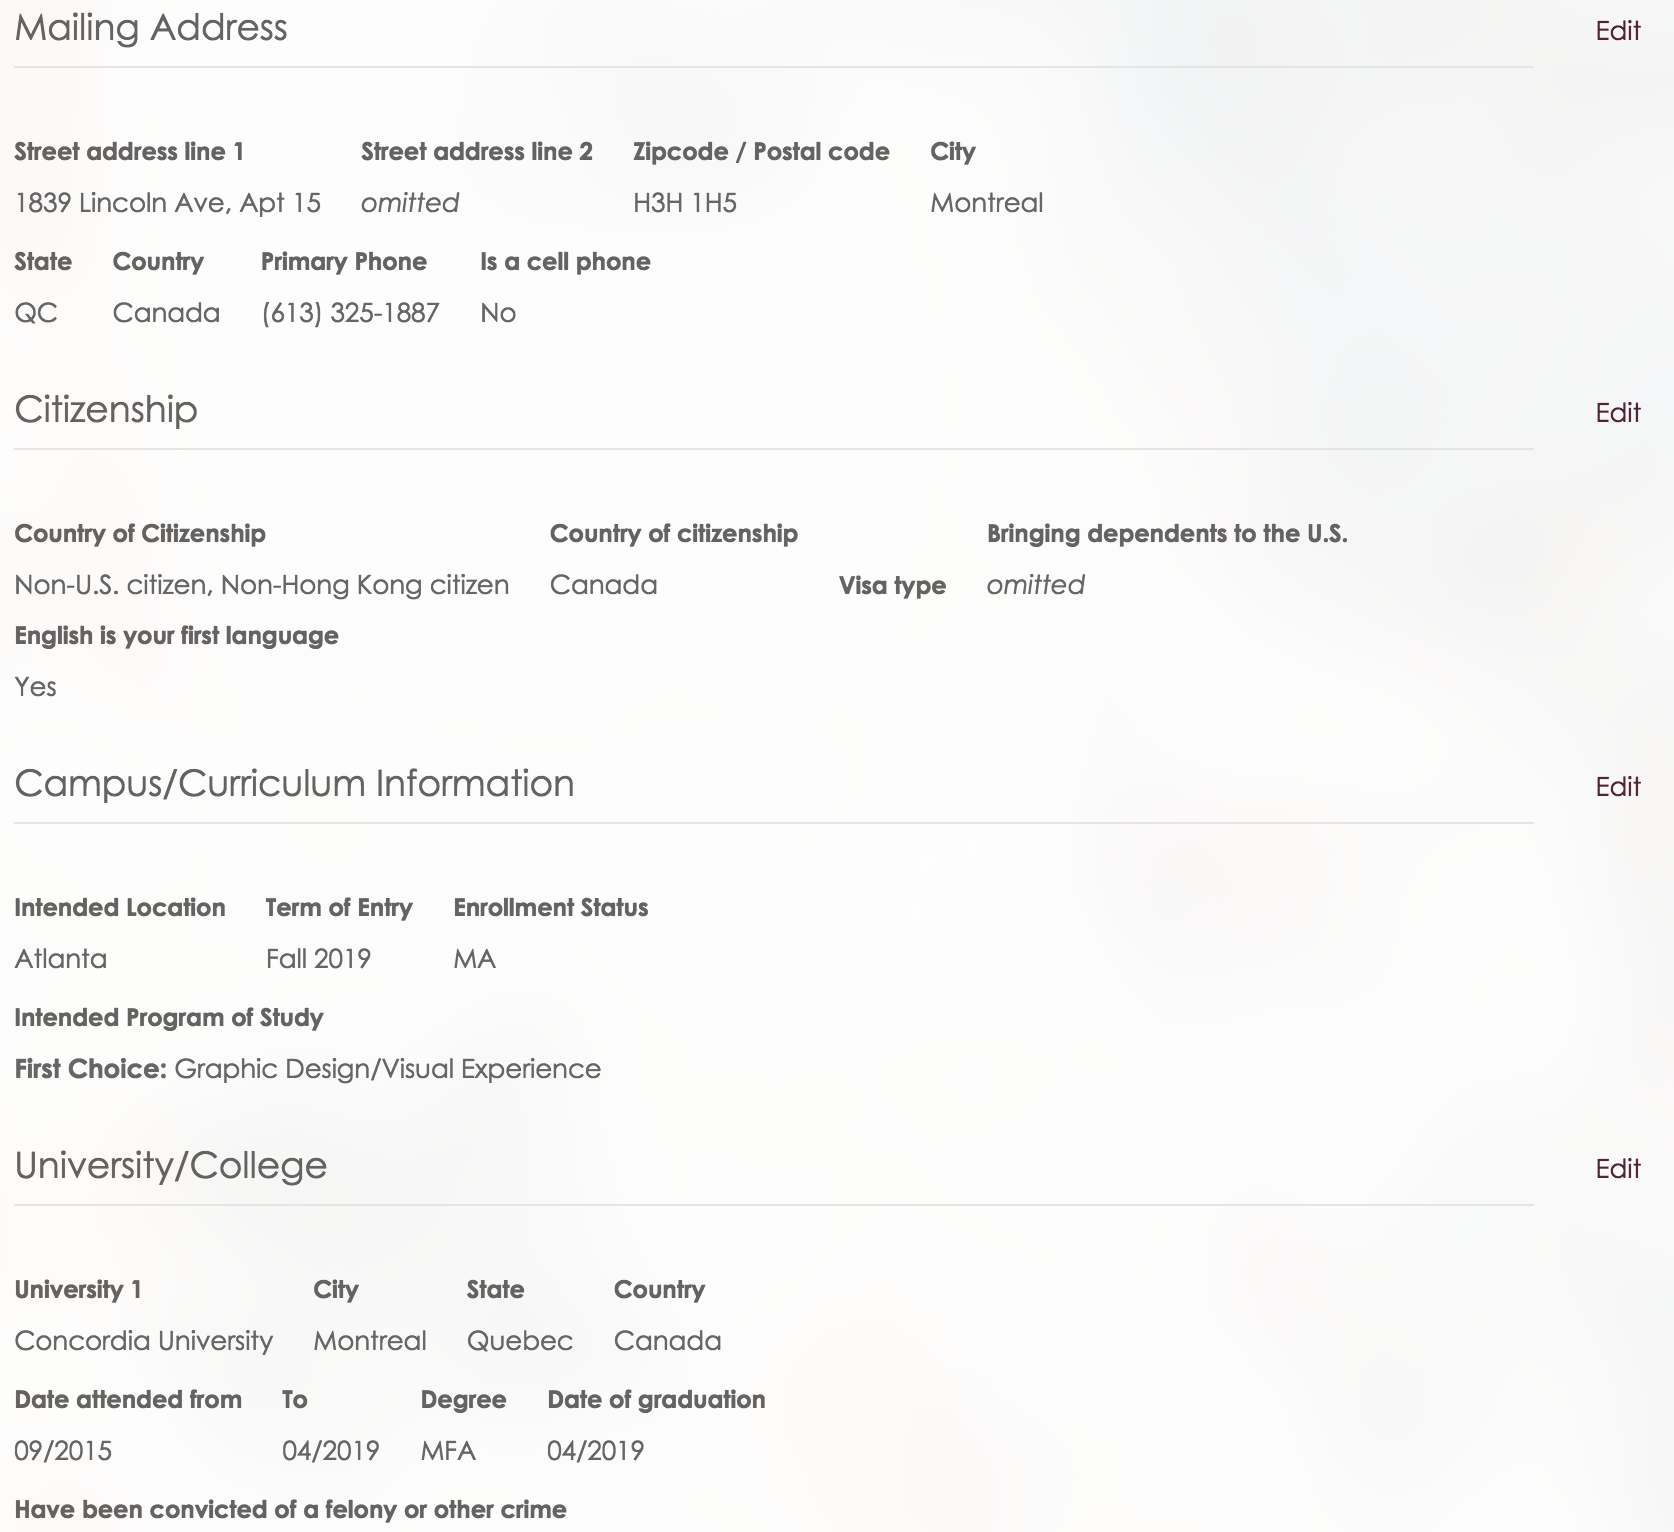 Mailing Address Edit
Street address line 1 Street address line 2 Zipcode / Postal code City
1839 Lincoln Ave, Apt 15 omitted H3H 1H5 Montreal
State Country Primary Phone Is a cell phone
QC Canada (613) 325-1887 No
Citizenship Edit
Country of Citizenship Country of citizenship Bringing dependents to the U.S.
Non-U.S. citizen, Non-Hong Kong citizen Canada Visa type omitted
English is your first language
Yes
Campus/Curriculum Information Edit
Intended Location Term of Entry Enrollment Status
Atlanta Fall 2019 MA
Intended Program of Study
First Choice: Graphic Design/Visual Experience
University/College Edit
University 1 City State Country
Concordia University Montreal Quebec Canada
Date attended from To Degree Date of graduation
09/2015 04/2019 MFA 04/2019
Have been convicted of a felony or other crime